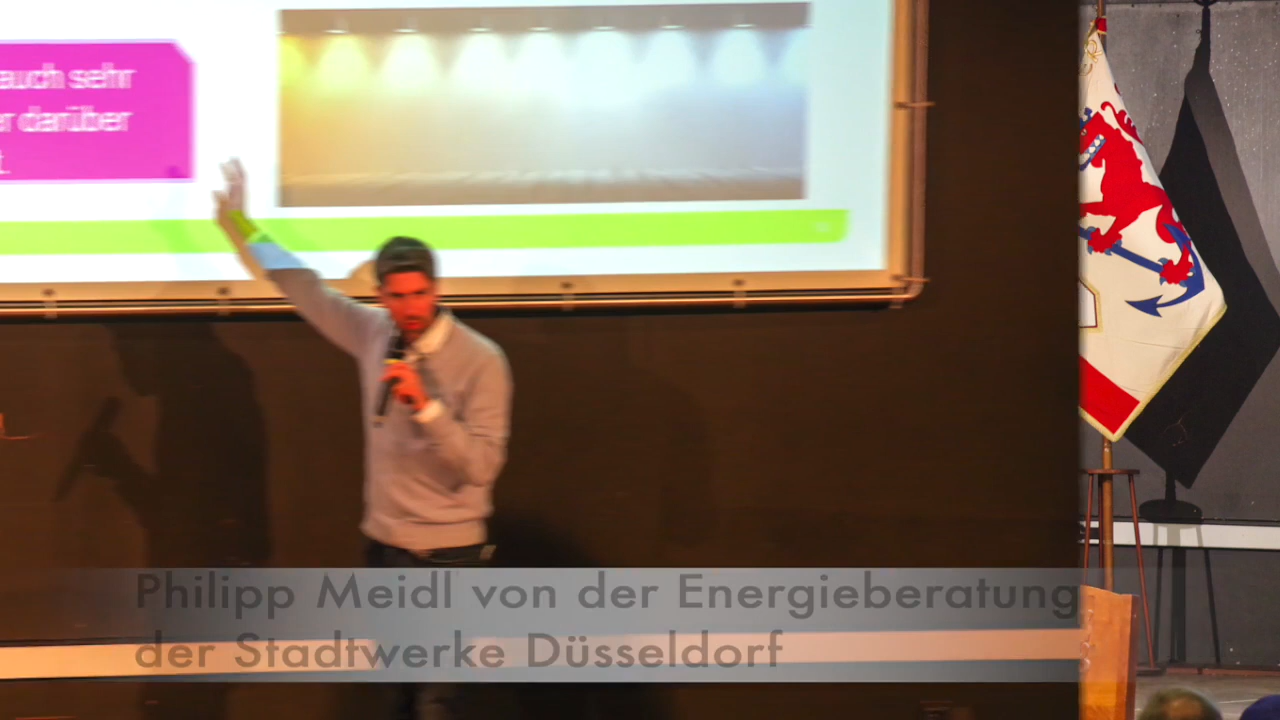 auch sehr
er darüber
t.
Philipp Meidl von der Energieberatung
der Stadtwerke Düsseldorf